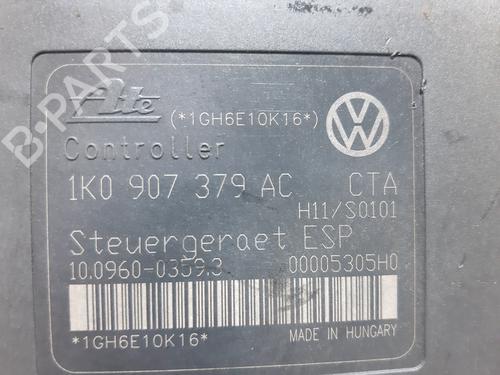 B-PARTS
Ate
(*1GH6E10K16*)
Controller
1K0 907 379 AC CTA
H11/S0101
Steuergeraet ESP
10.0960-0359.3 00005305H0
*1GH6E10K16* MADE IN HUNGARY